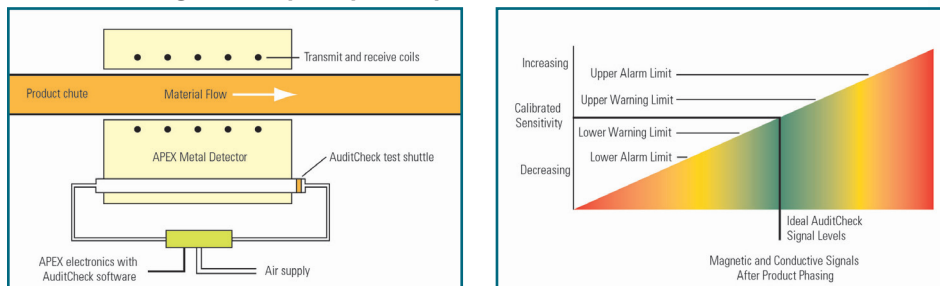 Transmit and receive coils
Product chute
Material Flow
APEX Metal Detector
AuditCheck test shuttle
APEX electronics with
AuditCheck software
Air supply
Increasing
Upper Alarm Limit
Upper Warning Limit
Calibrated
Sensitivity
Lower Warning Limit
Lower Alarm Limit
Decreasing
Ideal AuditCheck
Signal Levels
Magnetic and Conductive Signals
After Product Phasing